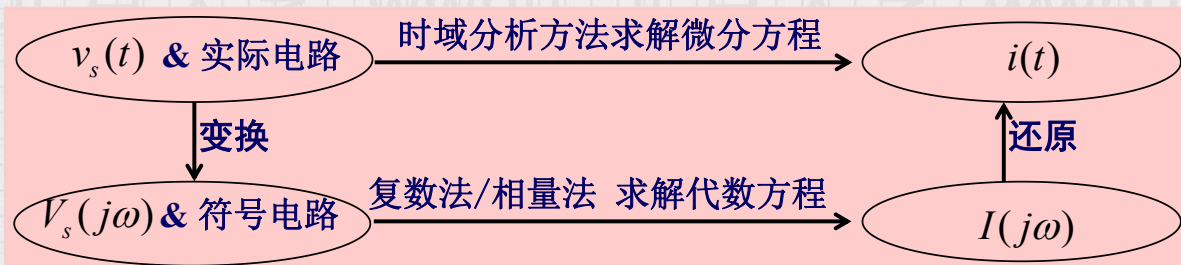 时域分析方法求解微分方程
v_s(t) & 实际电路
i(t)
变换
还原
复数法/相量法 求解代数方程
V_s(jω) & 符号电路
I(jω)